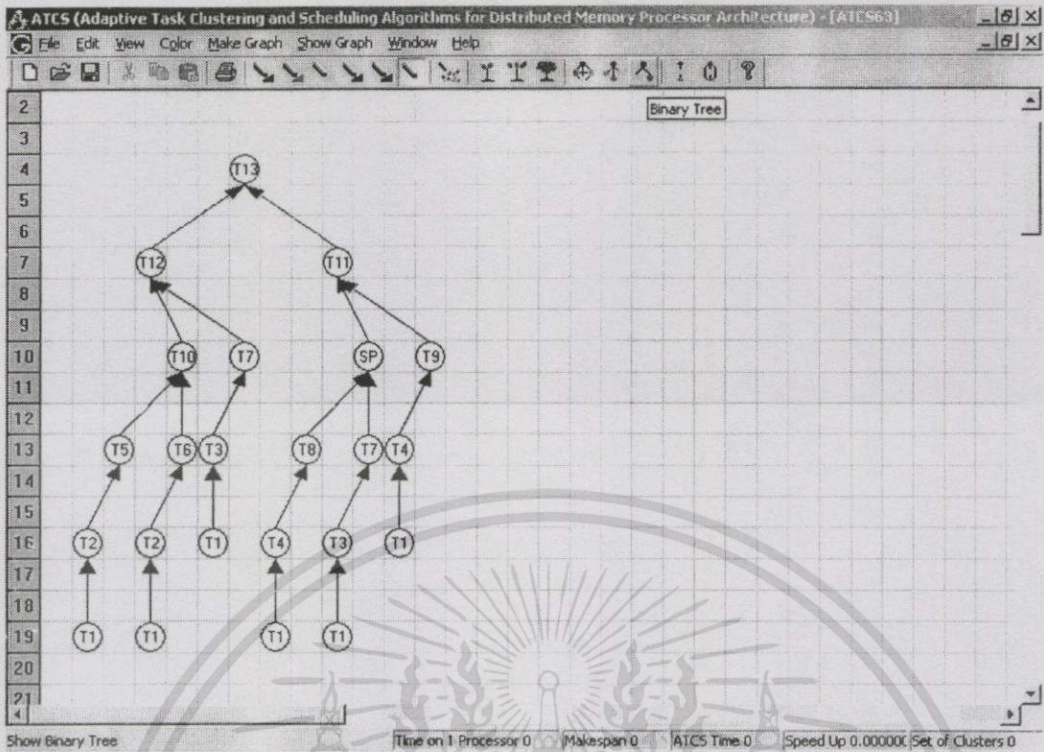 ATCS (Adaptive Task Clustering and Scheduling Algorithms for Distributed Memory Processor Architecture) - [ATCS63]
File Edit View Color Make Graph Show Graph Window Help
Binary Tree
2
3
4 T13
5
6
7 T12 T11
8
9
10 T10 T7 SP T9
11
12
13 T5 T6 T3 T8 T7 T4
14
15
16 T2 T2 T1 T4 T3 T1
17
18
19 T1 T1 T1 T1
20
21
Show Binary Tree Time on 1 Processor 0 Makespan 0 ATCS Time 0 Speed Up 0.000000 Set of Clusters 0